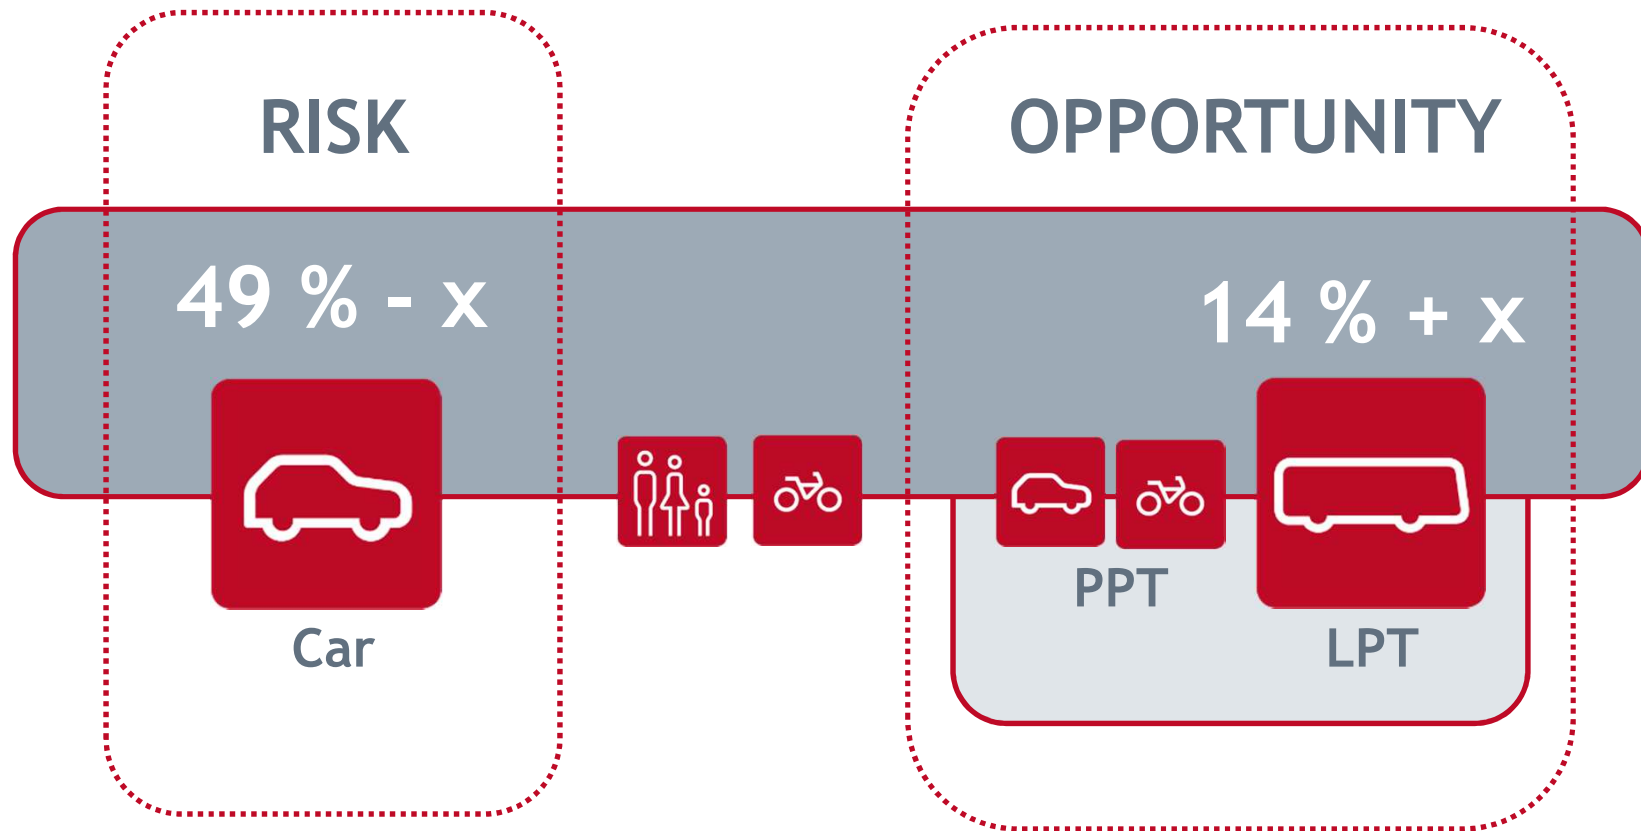 RISK
OPPORTUNITY
49 % - x
14 % + x
PPT
Car
LPT